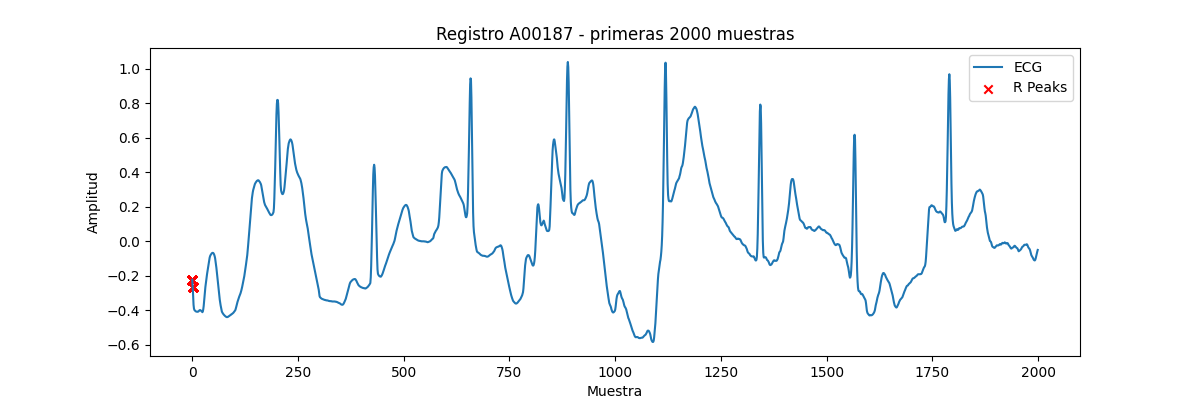 Registro A00187 - primeras 2000 muestras
ECG
R Peaks
Amplitud
1.0
0.8
0.6
0.4
0.2
0.0
−0.2
−0.4
−0.6
0 250 500 750 1000 1250 1500 1750 2000
Muestra